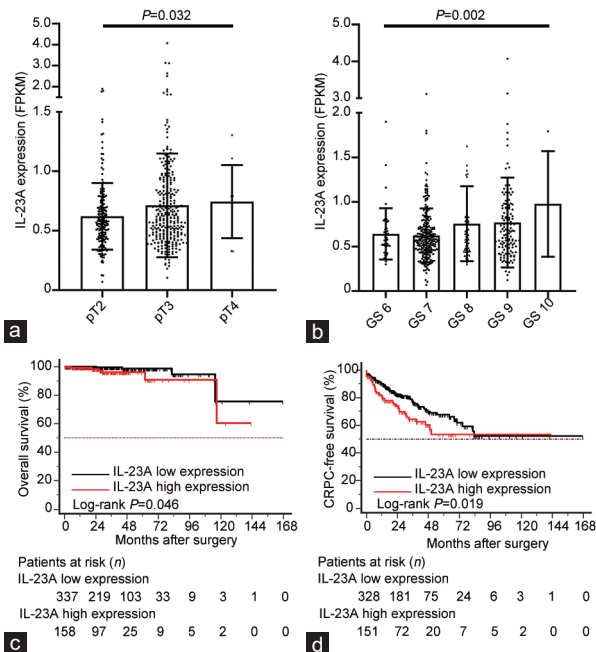 P=0.032
5.0
4.0
3.0
2.0
1.5
1.0
0.5
0
IL-23A expression (FPKM)
pT2
pT3
pT4
a
P=0.002
5.0
4.0
3.0
2.0
1.5
1.0
0.5
0
IL-23A expression (FPKM)
GS 6
GS 7
GS 8
GS 9
GS 10
b
100
80
60
40
20
0
Overall survival (%)
IL-23A low expression
IL-23A high expression
Log-rank P=0.046
0 24 48 72 96 120 144 168
Months after surgery
Patients at risk (n)
IL-23A low expression
337 219 103 33 9 3 1 0
IL-23A high expression
158 97 25 9 5 2 0 0
c
100
80
60
40
20
0
CRPC-free survival (%)
IL-23A low expression
IL-23A high expression
Log-rank P=0.019
0 24 48 72 96 120 144 168
Months after surgery
Patients at risk (n)
IL-23A low expression
328 181 75 24 6 3 1 0
IL-23A high expression
151 72 20 7 5 2 0 0
d